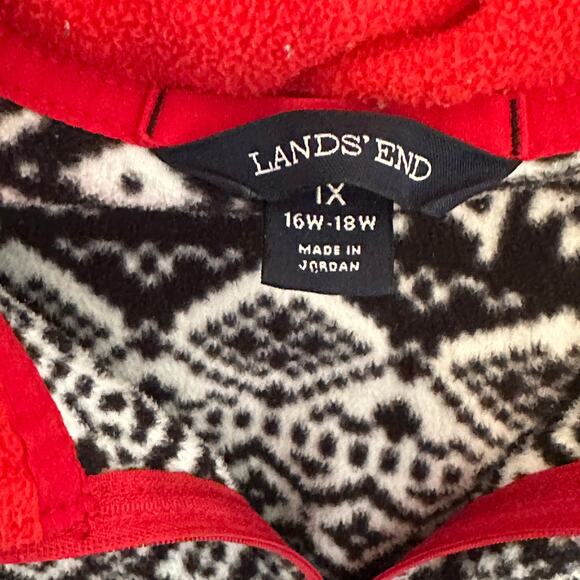 LANDS' END
1X
16W-18W
MADE IN
JORDAN